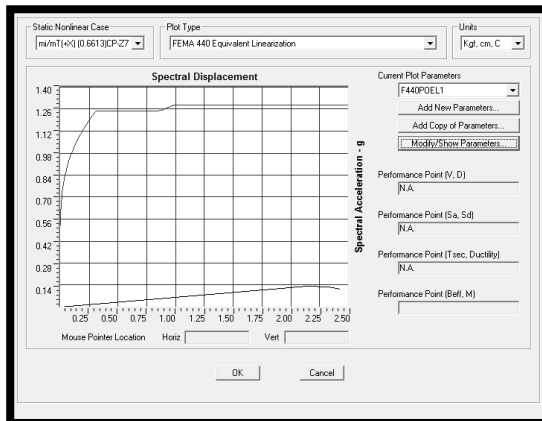 Static Nonlinear Case
mi/mT(+X) (0.6613)CP-Z7
Plot Type
FEMA 440 Equivalent Linearization
Units
Kgf, cm, C
Spectral Displacement
1.40
1.26
1.12
0.98
0.84
0.70
0.56
0.42
0.28
0.14
0.25 0.50 0.75 1.00 1.25 1.50 1.75 2.00 2.25 2.50
Spectral Acceleration - g
Mouse Pointer Location Horiz Vert
Current Plot Parameters
F440POEL1
Add New Parameters...
Add Copy of Parameters...
Modify/Show Parameters...
Performance Point (V, D)
N.A.
Performance Point (Sa, Sd)
N.A.
Performance Point (Tsec, Ductility)
N.A.
Performance Point (Beff, M)
OK
Cancel